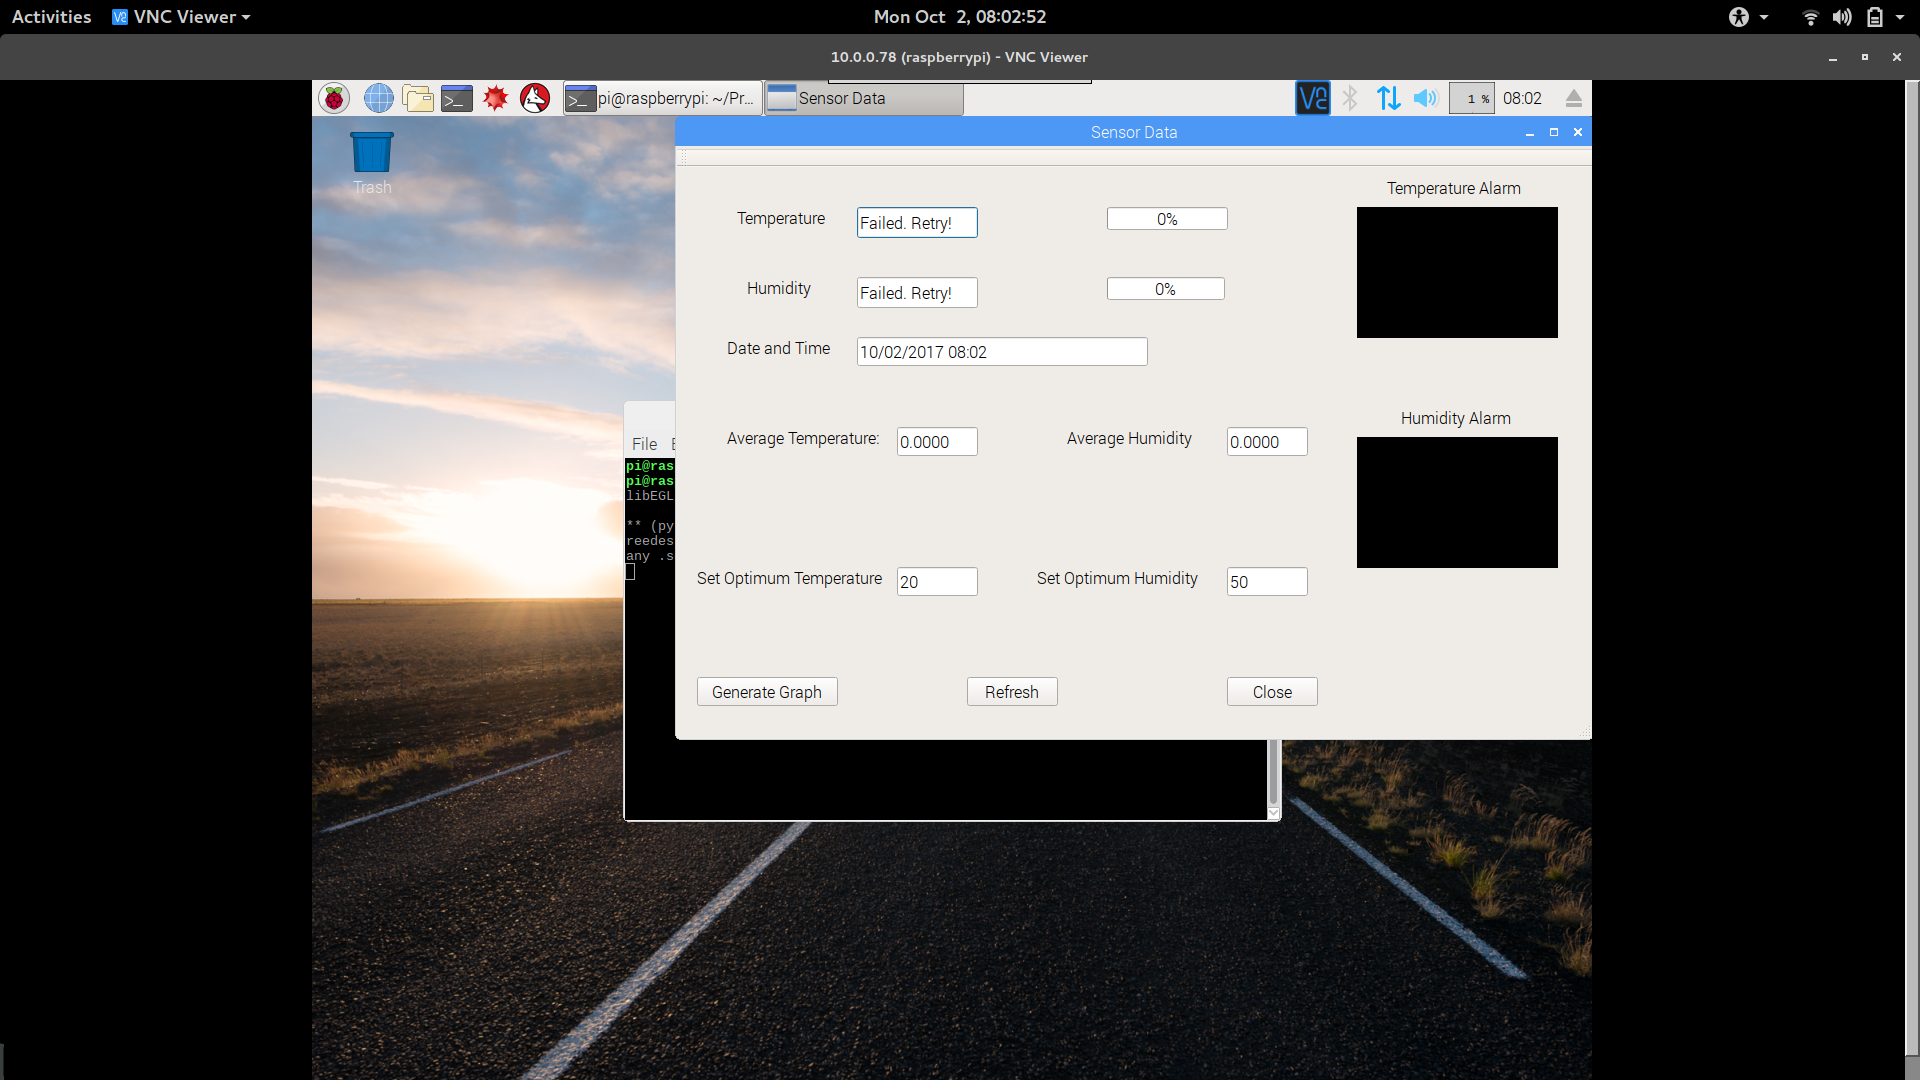 Activities VNC Viewer Mon Oct 2, 08:02:52
10.0.0.78 (raspberrypi) - VNC Viewer
pi@raspberrypi: ~/Pr... Sensor Data 1 % 08:02
Trash
Sensor Data
Temperature Failed. Retry! 0% Temperature Alarm
Humidity Failed. Retry! 0%
Date and Time 10/02/2017 08:02
Average Temperature: 0.0000 Average Humidity 0.0000 Humidity Alarm
Set Optimum Temperature 20 Set Optimum Humidity 50
Generate Graph Refresh Close
File
pi@ras
pi@ras
libEGL
** (py
reedes
any .s